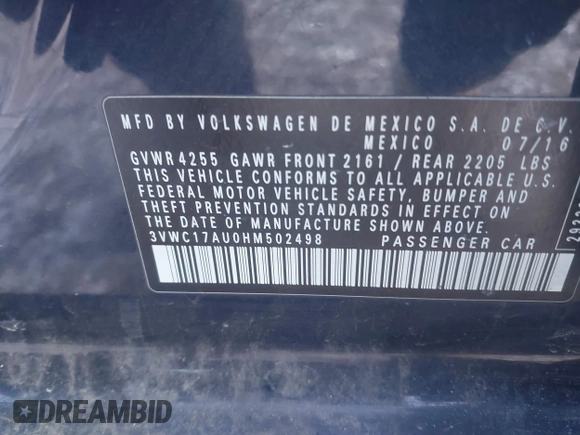 MFD BY VOLKSWAGEN DE MEXICO S.A. DE C.V.
MEXICO 07/16
GVWR 4255 GAWR FRONT 2161 / REAR 2205 LBS
THIS VEHICLE CONFORMS TO ALL APPLICABLE U.S.
FEDERAL MOTOR VEHICLE SAFETY, BUMPER AND
THEFT PREVENTION STANDARDS IN EFFECT ON
THE DATE OF MANUFACTURE SHOWN ABOVE.
3VWC17AU0HM502498 PASSENGER CAR
DREAMBID